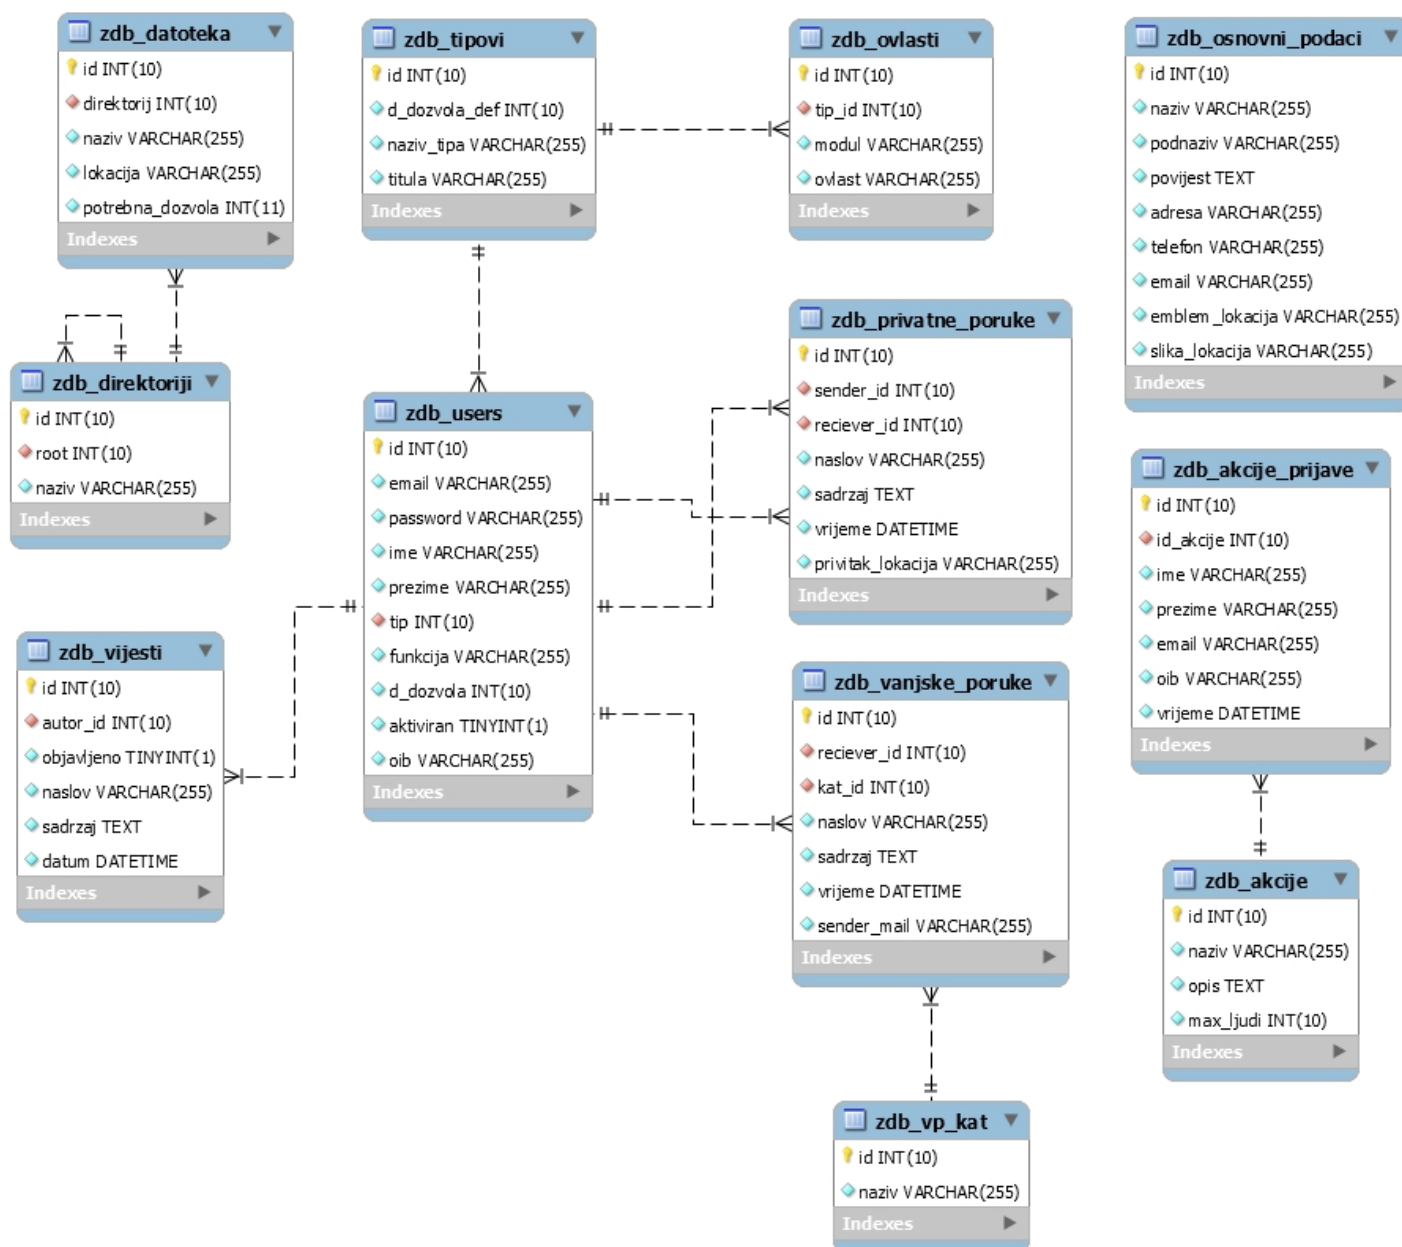 zdb_datoteka
id INT(10)
direktorij INT(10)
naziv VARCHAR(255)
lokacija VARCHAR(255)
potrebna_dozvola INT(11)
Indexes
zdb_tipovi
id INT(10)
d_dozvola_def INT(10)
naziv_tipa VARCHAR(255)
titula VARCHAR(255)
Indexes
zdb_ovlasti
id INT(10)
tip_id INT(10)
modul VARCHAR(255)
ovlast VARCHAR(255)
Indexes
zdb_osnovni_podaci
id INT(10)
naziv VARCHAR(255)
podnaziv VARCHAR(255)
povijest TEXT
adresa VARCHAR(255)
telefon VARCHAR(255)
email VARCHAR(255)
emblem_lokacija VARCHAR(255)
slika_lokacija VARCHAR(255)
Indexes
zdb_direktoriji
id INT(10)
root INT(10)
naziv VARCHAR(255)
Indexes
zdb_users
id INT(10)
email VARCHAR(255)
password VARCHAR(255)
ime VARCHAR(255)
prezime VARCHAR(255)
tip INT(10)
funkcija VARCHAR(255)
d_dozvola INT(10)
aktiviran TINYINT(1)
oib VARCHAR(255)
Indexes
zdb_privatne_poruke
id INT(10)
sender_id INT(10)
reciever_id INT(10)
naslov VARCHAR(255)
sadrzaj TEXT
vrijeme DATETIME
privitak_lokacija VARCHAR(255)
Indexes
zdb_akcije_prijave
id INT(10)
id_akcije INT(10)
ime VARCHAR(255)
prezime VARCHAR(255)
email VARCHAR(255)
oib VARCHAR(255)
vrijeme DATETIME
Indexes
zdb_vijesti
id INT(10)
autor_id INT(10)
objavljeno TINYINT(1)
naslov VARCHAR(255)
sadrzaj TEXT
datum DATETIME
Indexes
zdb_vanjske_poruke
id INT(10)
reciever_id INT(10)
kat_id INT(10)
naslov VARCHAR(255)
sadrzaj TEXT
vrijeme DATETIME
sender_mail VARCHAR(255)
Indexes
zdb_akcije
id INT(10)
naziv VARCHAR(255)
opis TEXT
max_ljudi INT(10)
Indexes
zdb_vp_kat
id INT(10)
naziv VARCHAR(255)
Indexes